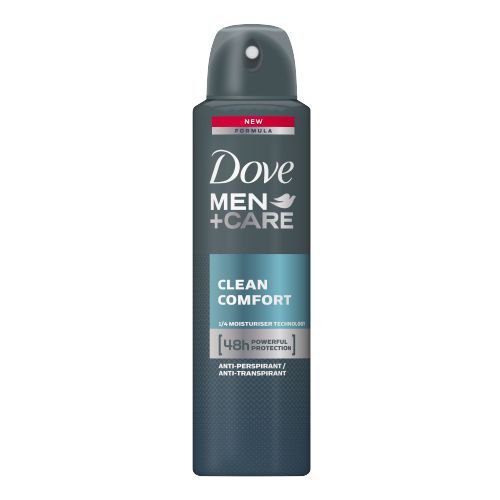 NEW
FORMULA
Dove
MEN
+CARE
CLEAN
COMFORT
1/4 MOISTURISER TECHNOLOGY
[48h POWERFUL
PROTECTION]
ANTI-PERSPIRANT/
ANTI-TRANSPIRANT